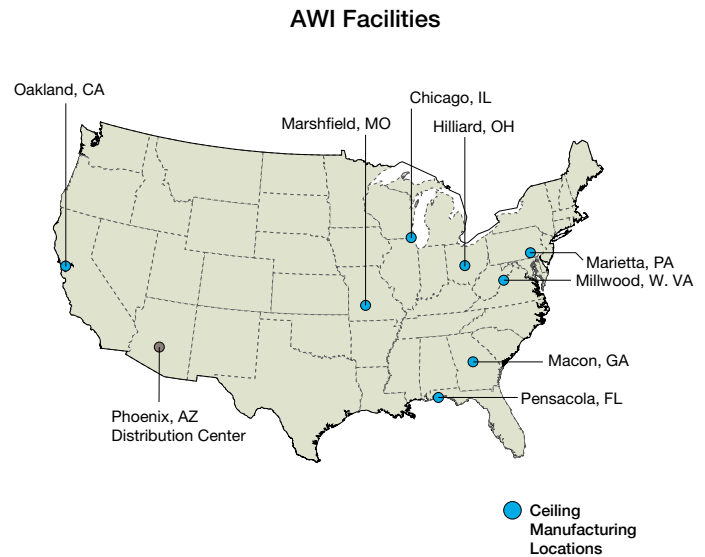 AWI Facilities
Oakland, CA
Chicago, IL
Marshfield, MO
Hilliard, OH
Marietta, PA
Millwood, W. VA
Macon, GA
Pensacola, FL
Phoenix, AZ
Distribution Center
Ceiling
Manufacturing
Locations